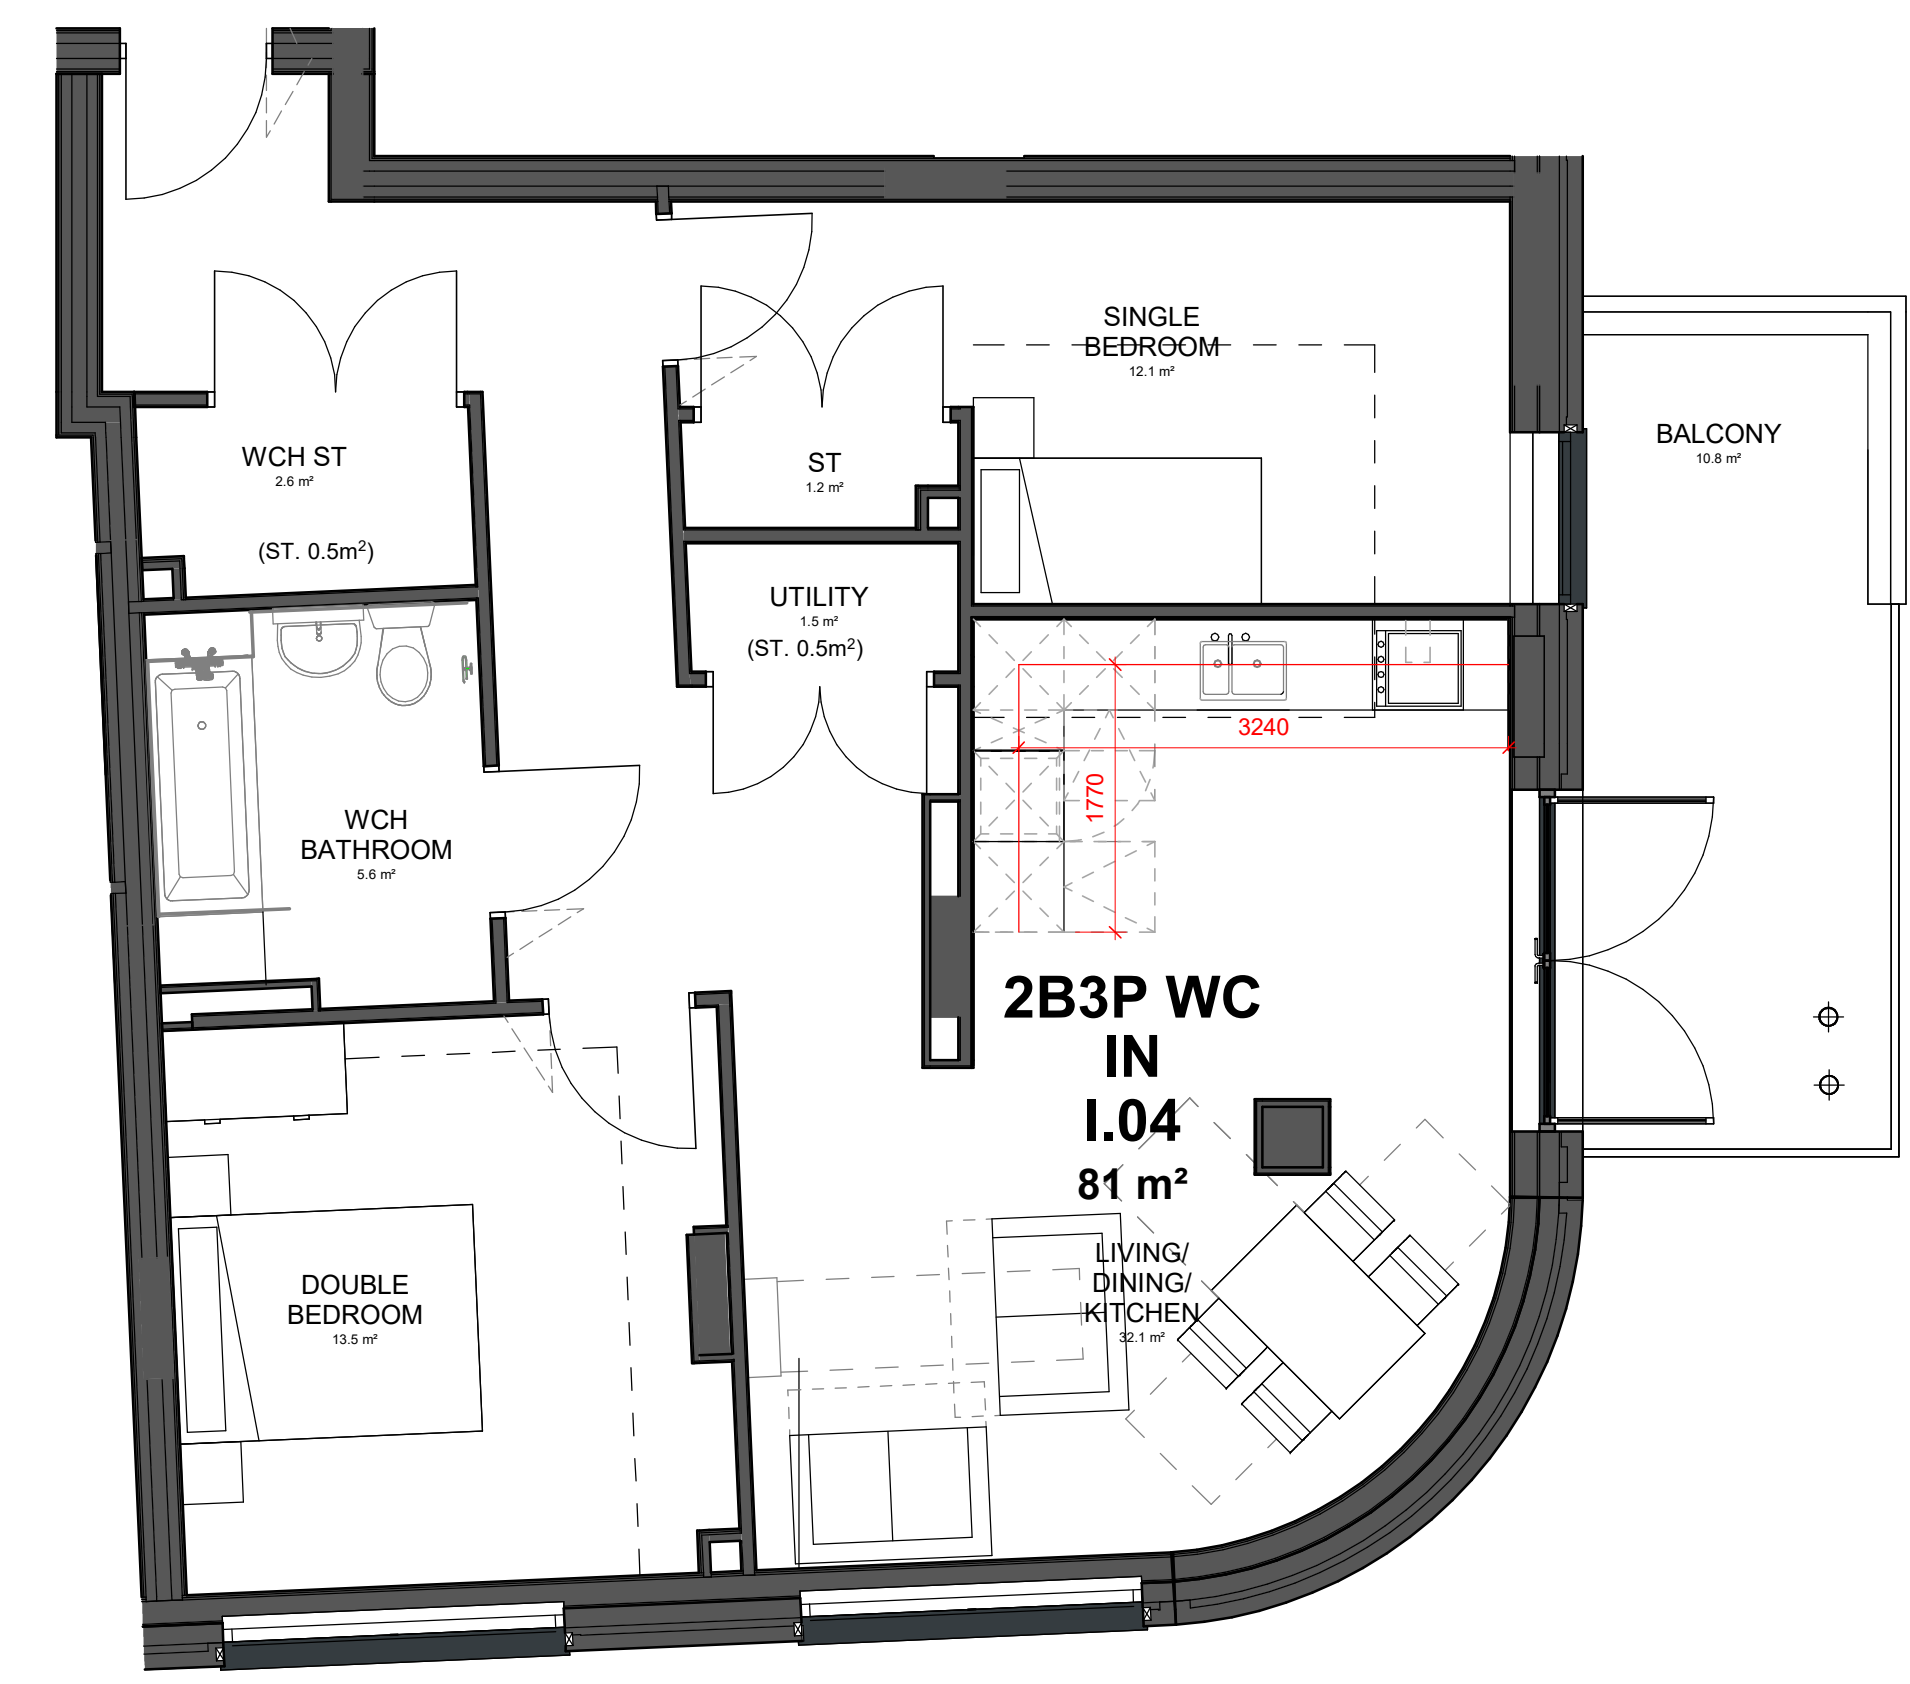 SINGLE
BEDROOM
12.1 m²
BALCONY
10.8 m²
WCH ST
2.6 m²
(ST. 0.5m²)
ST
1.2 m²
UTILITY
1.5 m²
(ST. 0.5m²)
3240
1770
WCH
BATHROOM
5.6 m²
2B3P WC
IN
I.04
81 m²
LIVING/
DINING/
KITCHEN
32.1 m²
DOUBLE
BEDROOM
13.5 m²